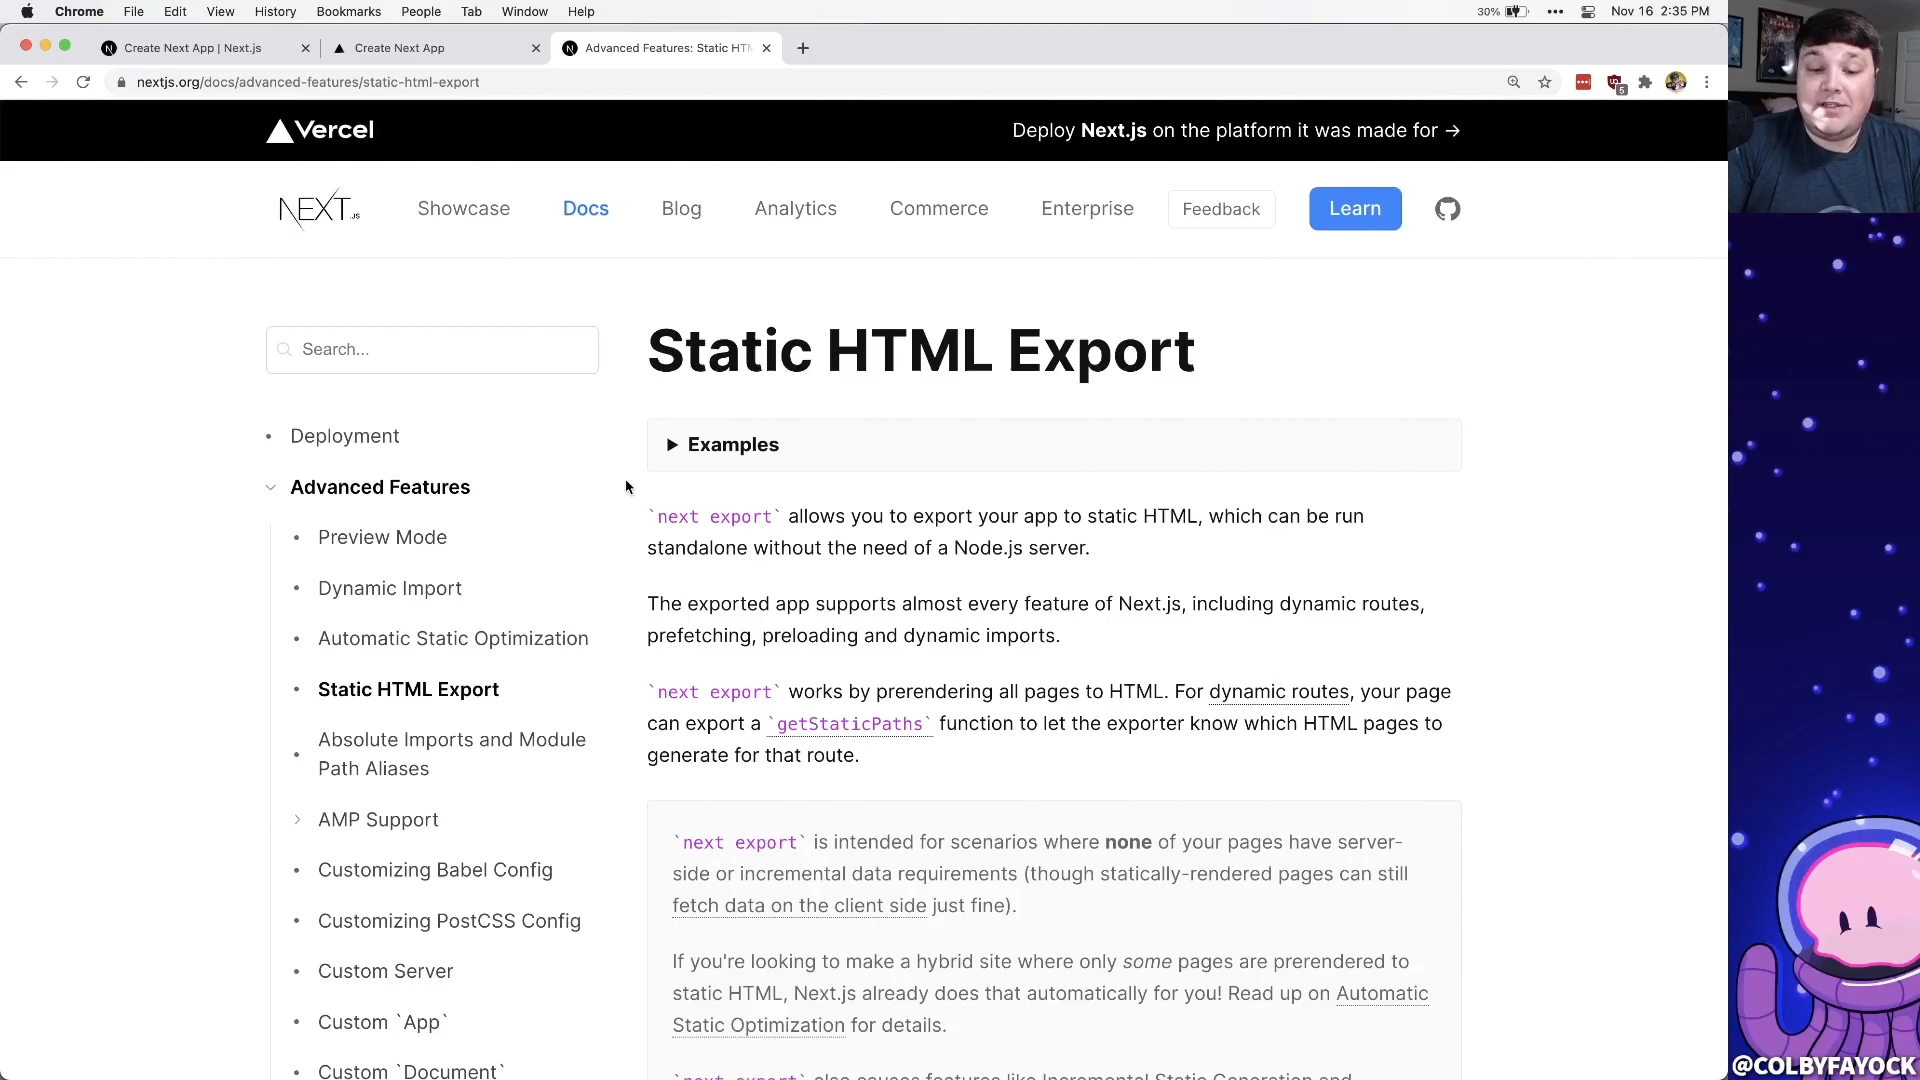 Chrome File Edit View History Bookmarks People Tab Window Help 30% Nov 16 2:35 PM
Create Next App | Next.js Create Next App Advanced Features: Static HT
nextjs.org/docs/advanced-features/static-html-export 5
Vercel Deploy Next.js on the platform it was made for →
NEXT.JS Showcase Docs Blog Analytics Commerce Enterprise Feedback Learn
Search...
Deployment
Advanced Features
Preview Mode
Dynamic Import
Automatic Static Optimization
Static HTML Export
Absolute Imports and Module
Path Aliases
AMP Support
Customizing Babel Config
Customizing PostCSS Config
Custom Server
Custom `App`
Custom `Document`
Static HTML Export
Examples
`next export` allows you to export your app to static HTML, which can be run
standalone without the need of a Node.js server.
The exported app supports almost every feature of Next.js, including dynamic routes,
prefetching, preloading and dynamic imports.
`next export` works by prerendering all pages to HTML. For dynamic routes, your page
can export a `getStaticPaths` function to let the exporter know which HTML pages to
generate for that route.
`next export` is intended for scenarios where none of your pages have server-
side or incremental data requirements (though statically-rendered pages can still
fetch data on the client side just fine).
If you're looking to make a hybrid site where only some pages are prerendered to
static HTML, Next.js already does that automatically for you! Read up on Automatic
Static Optimization for details.
`next export` also causes features like Incremental Static Generation and
@COLBYFAYOCK